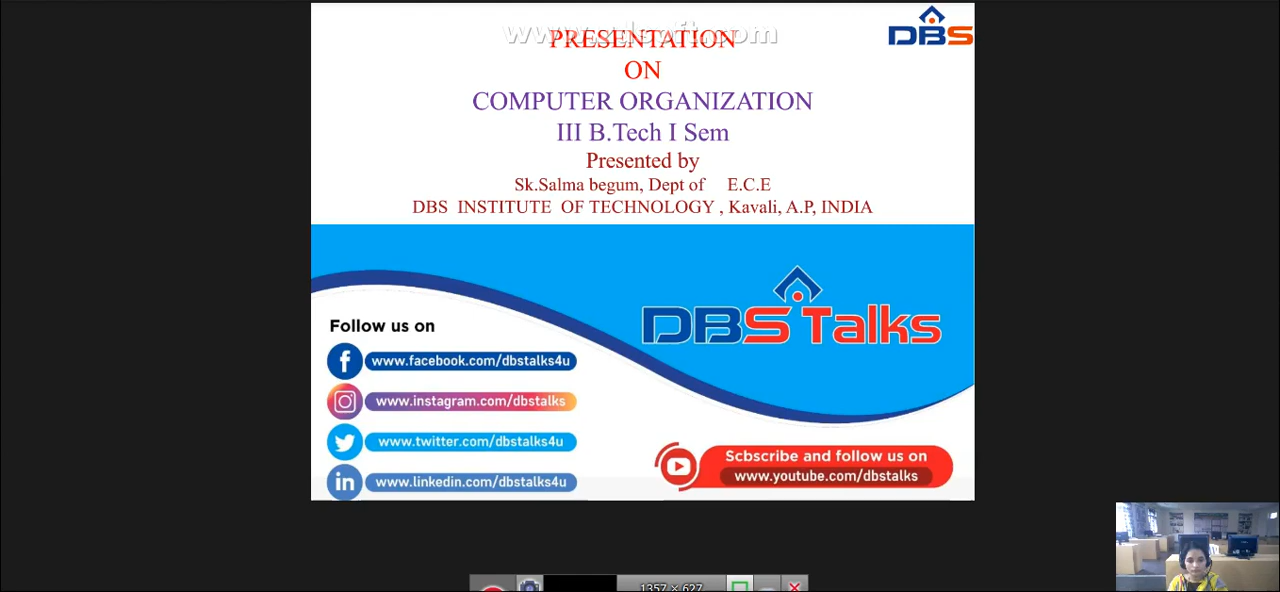 PRESENTATION
DBS
ON
COMPUTER ORGANIZATION
III B.Tech I Sem
Presented by
Sk.Salma begum, Dept of E.C.E
DBS INSTITUTE OF TECHNOLOGY , Kavali, A.P, INDIA
DBS Talks
Follow us on
www.facebook.com/dbstalks4u
www.instagram.com/dbstalks
www.twitter.com/dbstalks4u
www.linkedin.com/dbstalks4u
Scbscribe and follow us on
www.youtube.com/dbstalks
1357 × 627